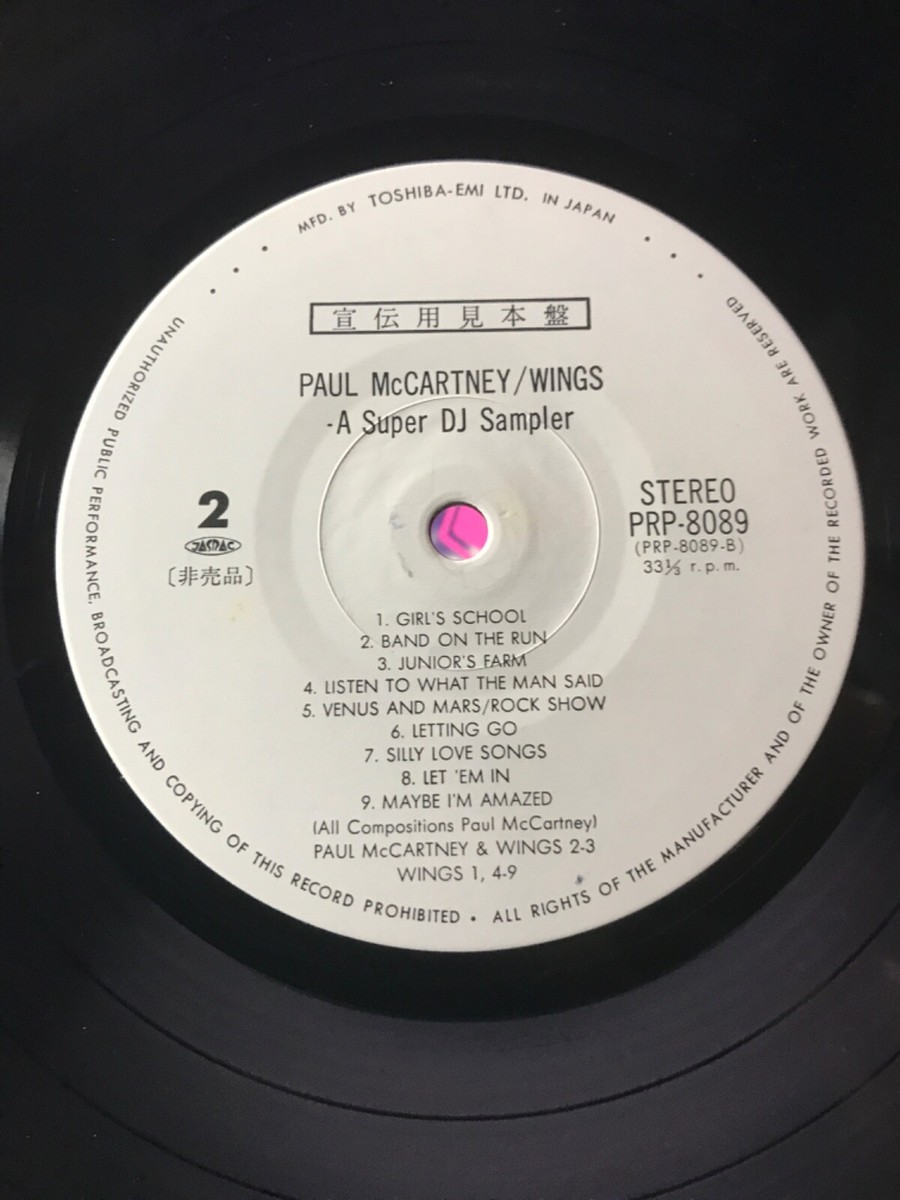 MFD. BY TOSHIBA-EMI LTD. IN JAPAN
宣伝用見本盤
PAUL McCARTNEY/WINGS
-A Super DJ Sampler
2
JASRAC
〔非売品〕
STEREO
PRP-8089
(PRP-8089-B)
33⅓ r.p.m.
1. GIRL'S SCHOOL
2. BAND ON THE RUN
3. JUNIOR'S FARM
4. LISTEN TO WHAT THE MAN SAID
5. VENUS AND MARS/ROCK SHOW
6. LETTING GO
7. SILLY LOVE SONGS
8. LET 'EM IN
9. MAYBE I'M AMAZED
(All Compositions Paul McCartney)
PAUL McCARTNEY & WINGS 2-3
WINGS 1, 4-9
UNAUTHORIZED PUBLIC PERFORMANCE, BROADCASTING AND COPYING OF THIS RECORD PROHIBITED • ALL RIGHTS OF THE MANUFACTURER AND OF THE OWNER OF THE RECORDED WORK ARE RESERVED